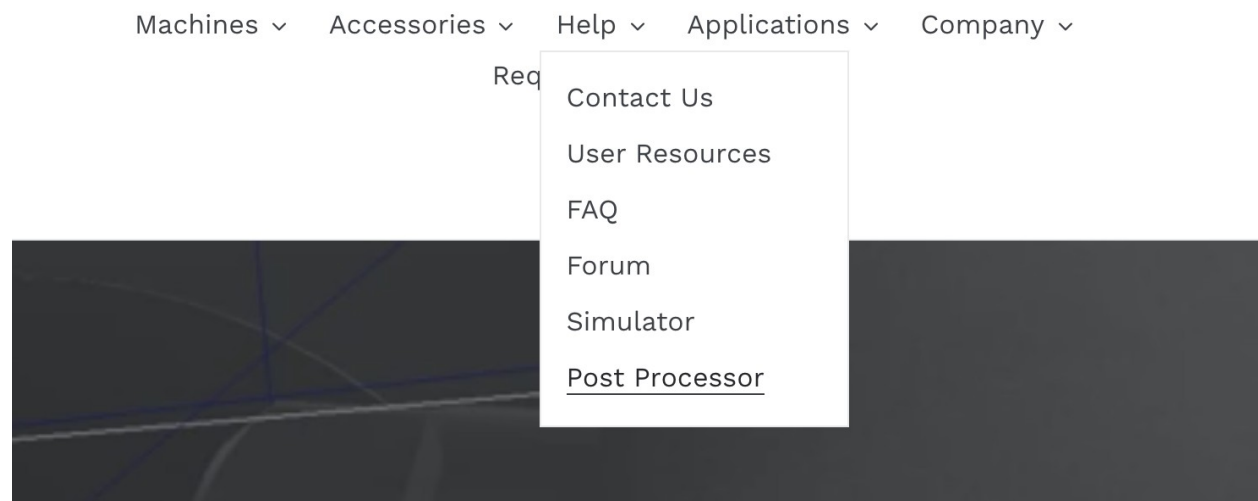 Machines Accessories Help Applications Company
Req
Contact Us
User Resources
FAQ
Forum
Simulator
Post Processor